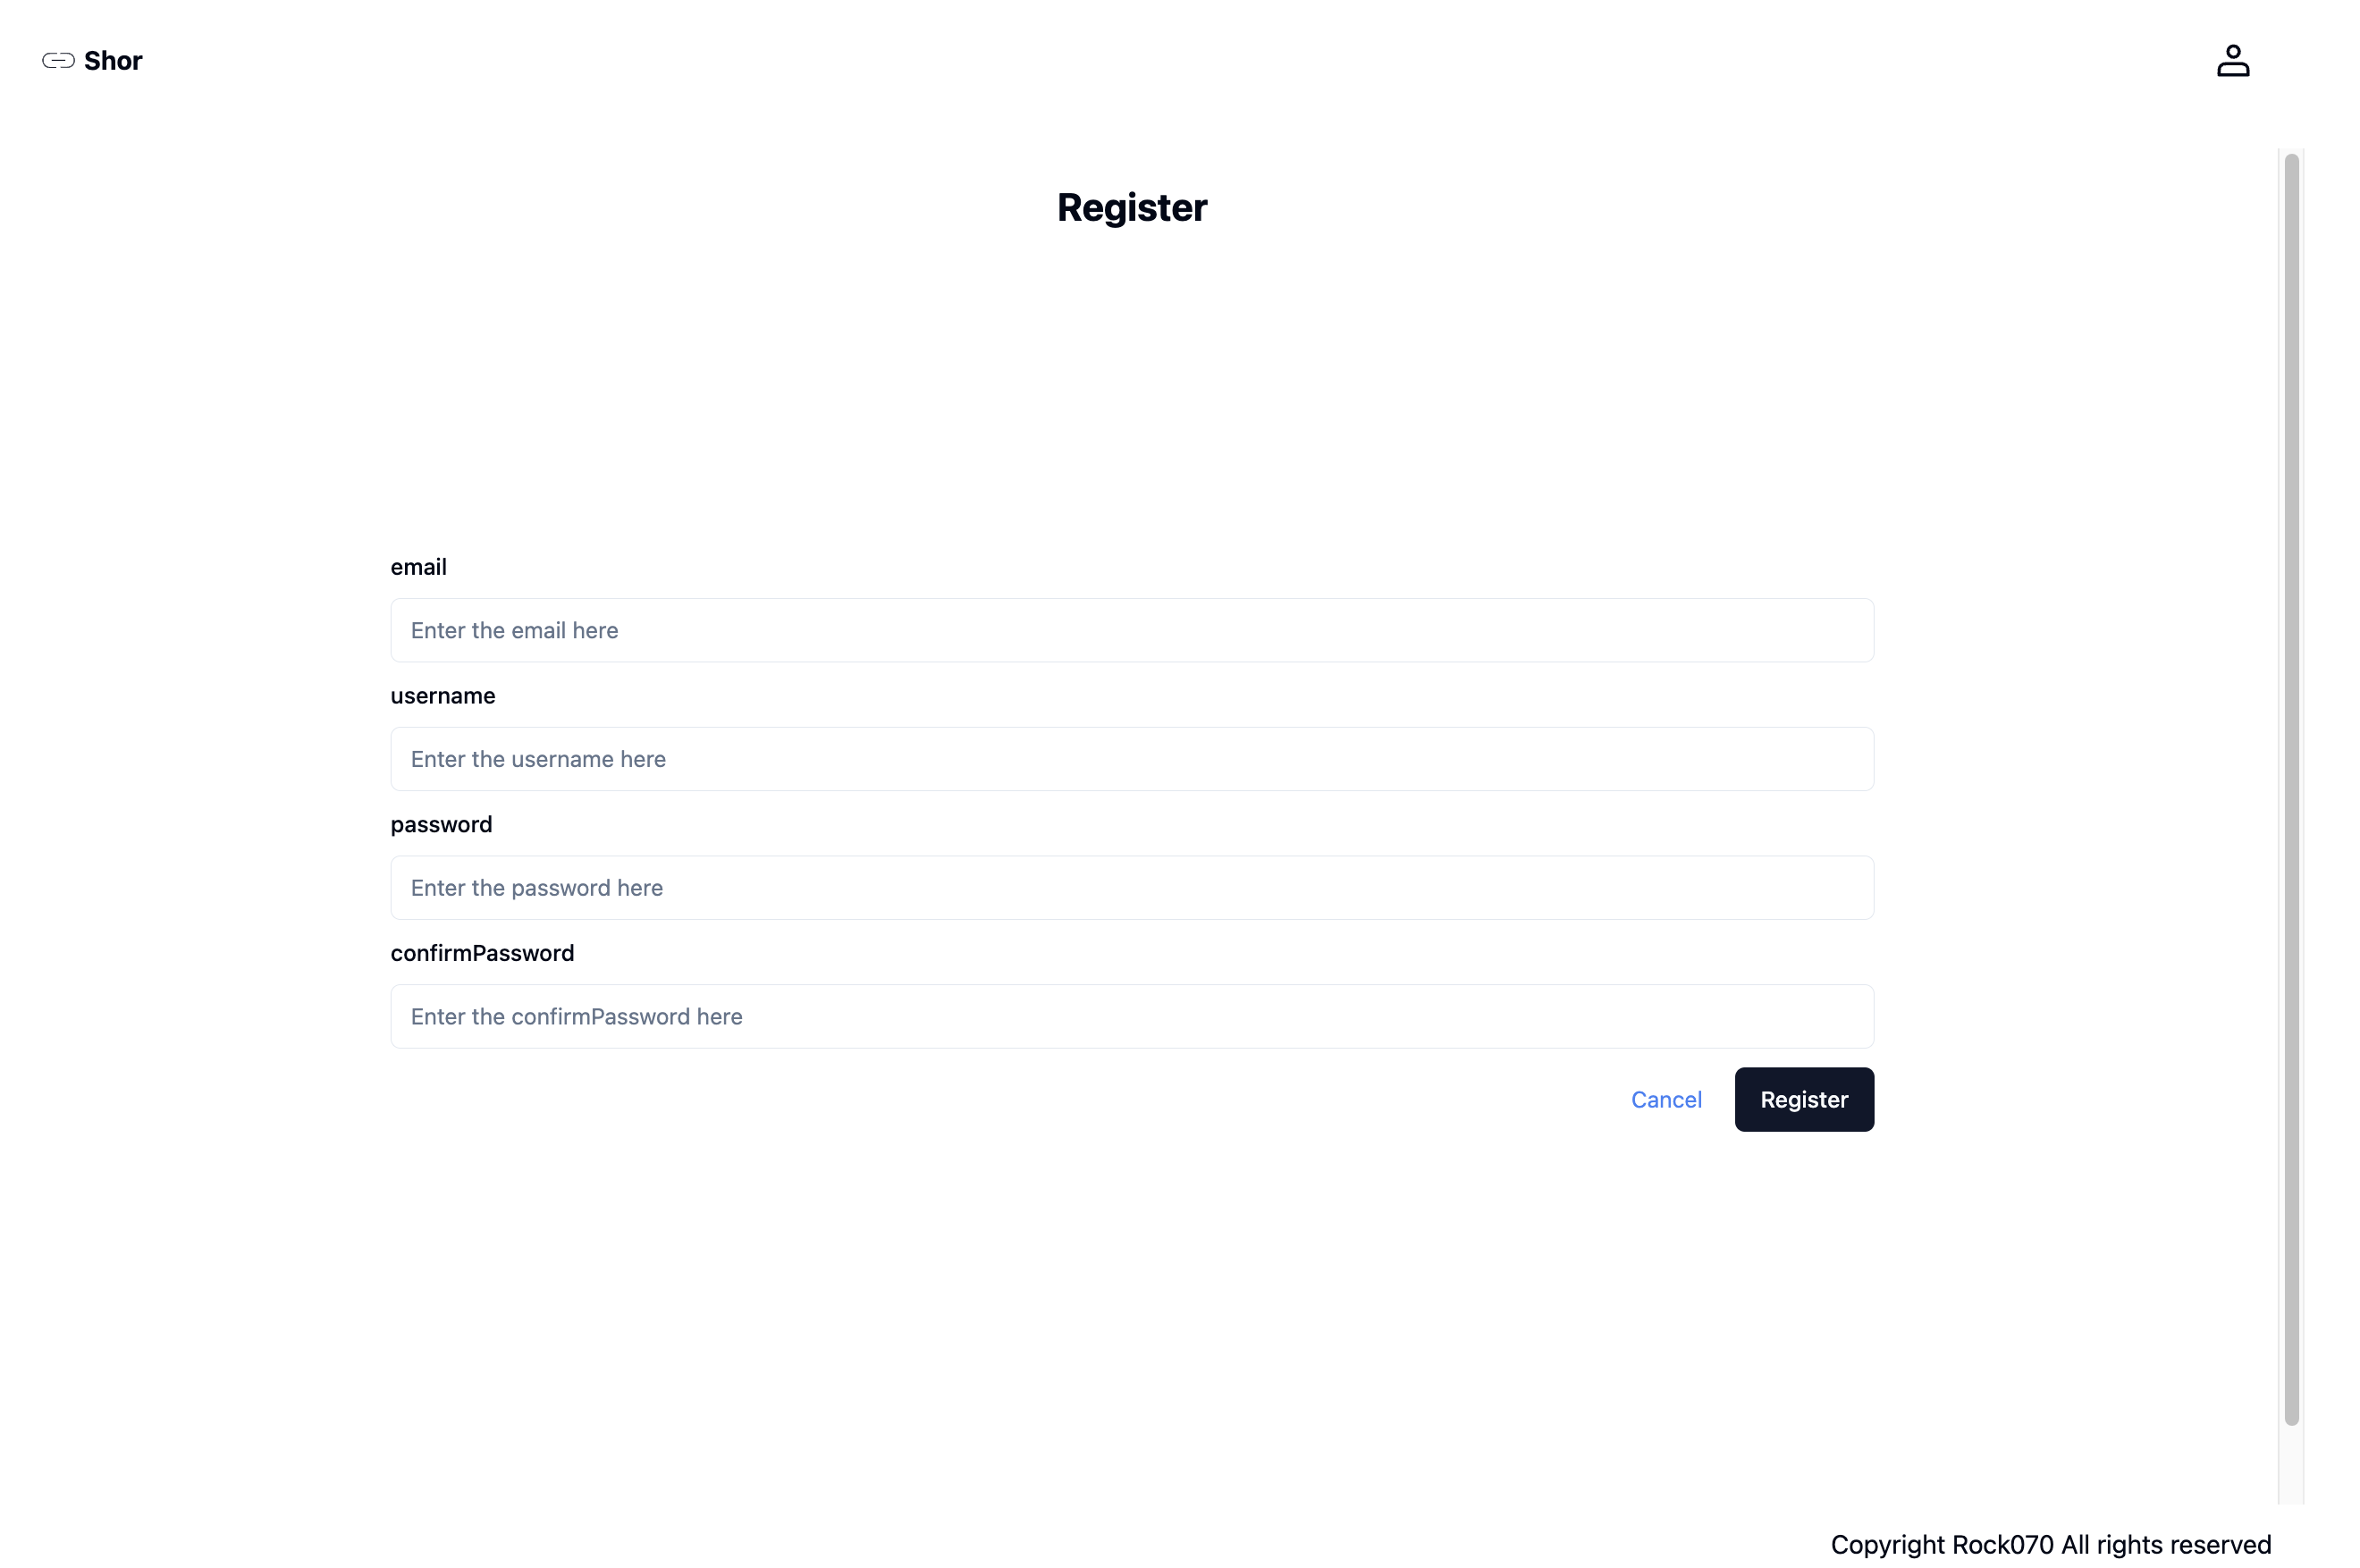 Shor
Register
email
Enter the email here
username
Enter the username here
password
Enter the password here
confirmPassword
Enter the confirmPassword here
Cancel Register
Copyright Rock070 All rights reserved